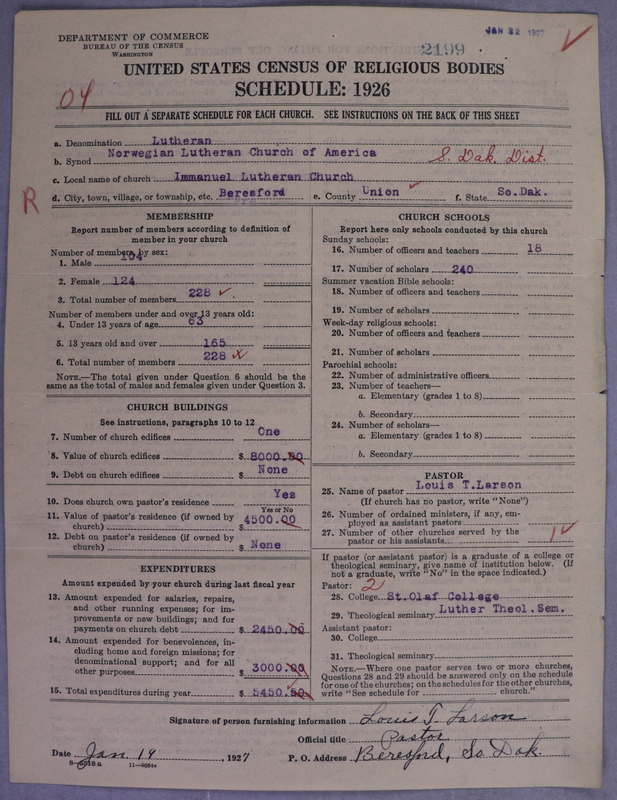 DEPARTMENT OF COMMERCE
BUREAU OF THE CENSUS
WASHINGTON
JAN 22 1927
2199
UNITED STATES CENSUS OF RELIGIOUS BODIES
SCHEDULE: 1926
04
FILL OUT A SEPARATE SCHEDULE FOR EACH CHURCH. SEE INSTRUCTIONS ON THE BACK OF THIS SHEET
a. Denomination Lutheran
b. Synod Norwegian Lutheran Church of America S. Dak. Dist.
c. Local name of church Immanuel Lutheran Church
R
d. City, town, village, or township, etc. Beresford e. County Union f. State So.Dak.
MEMBERSHIP
Report number of members according to definition of
member in your church
Number of members by sex:
1. Male 104
2. Female 124
3. Total number of members 228
Number of members under and over 13 years old:
4. Under 13 years of age 63
5. 13 years old and over 165
6. Total number of members 228
NOTE.—The total given under Question 6 should be the
same as the total of males and females given under Question 3.
CHURCH BUILDINGS
See instructions, paragraphs 10 to 12
7. Number of church edifices One
8. Value of church edifices $ 8000.00
9. Debt on church edifices $ None
10. Does church own pastor's residence Yes
Yes or No
11. Value of pastor's residence (if owned by
church) $ 4500.00
12. Debt on pastor's residence (if owned by
church) $ None
EXPENDITURES
Amount expended by your church during last fiscal year
13. Amount expended for salaries, repairs,
and other running expenses; for im-
provements or new buildings; and for
payments on church debt $ 2450.00
14. Amount expended for benevolences, in-
cluding home and foreign missions; for
denominational support; and for all
other purposes $ 3000.00
15. Total expenditures during year $ 5450.00
CHURCH SCHOOLS
Report here only schools conducted by this church
Sunday schools:
16. Number of officers and teachers 18
17. Number of scholars 240
Summer vacation Bible schools:
18. Number of officers and teachers
19. Number of scholars
Week-day religious schools:
20. Number of officers and teachers
21. Number of scholars
Parochial schools:
22. Number of administrative officers
23. Number of teachers—
a. Elementary (grades 1 to 8)
b. Secondary
24. Number of scholars—
a. Elementary (grades 1 to 8)
b. Secondary
PASTOR
25. Name of pastor Louis T.Larson
(If church has no pastor, write "None")
26. Number of ordained ministers, if any, em-
ployed as assistant pastors
27. Number of other churches served by the
pastor or his assistants 1
If pastor (or assistant pastor) is a graduate of a college or
theological seminary, give name of institution below. (If
not a graduate, write "No" in the space indicated.)
Pastor: 2
28. College St.Olaf College
29. Theological seminary Luther Theol.Sem.
Assistant pastor:
30. College
31. Theological seminary
NOTE.—Where one pastor serves two or more churches,
Questions 28 and 29 should be answered only on the schedule
for one of the churches; on the schedules for the other churches,
write "See schedule for church."
Signature of person furnishing information Louis T. Larson
Official title Pastor
Date Jan. 19, 1927 P. O. Address Beresford, So. Dak.